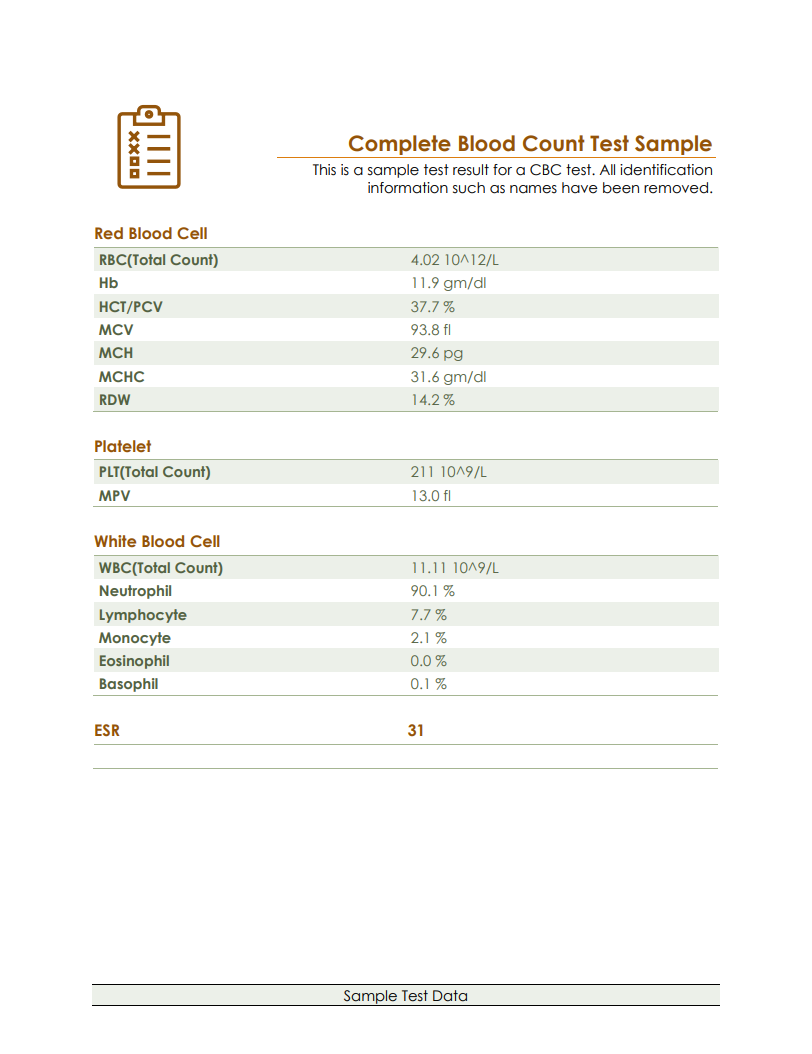 Complete Blood Count Test Sample
This is a sample test result for a CBC test. All identification
information such as names have been removed.
Red Blood Cell
RBC(Total Count) 4.02 10^12/L
Hb 11.9 gm/dl
HCT/PCV 37.7 %
MCV 93.8 fl
MCH 29.6 pg
MCHC 31.6 gm/dl
RDW 14.2 %
Platelet
PLT(Total Count) 211 10^9/L
MPV 13.0 fl
White Blood Cell
WBC(Total Count) 11.11 10^9/L
Neutrophil 90.1 %
Lymphocyte 7.7 %
Monocyte 2.1 %
Eosinophil 0.0 %
Basophil 0.1 %
ESR 31
Sample Test Data